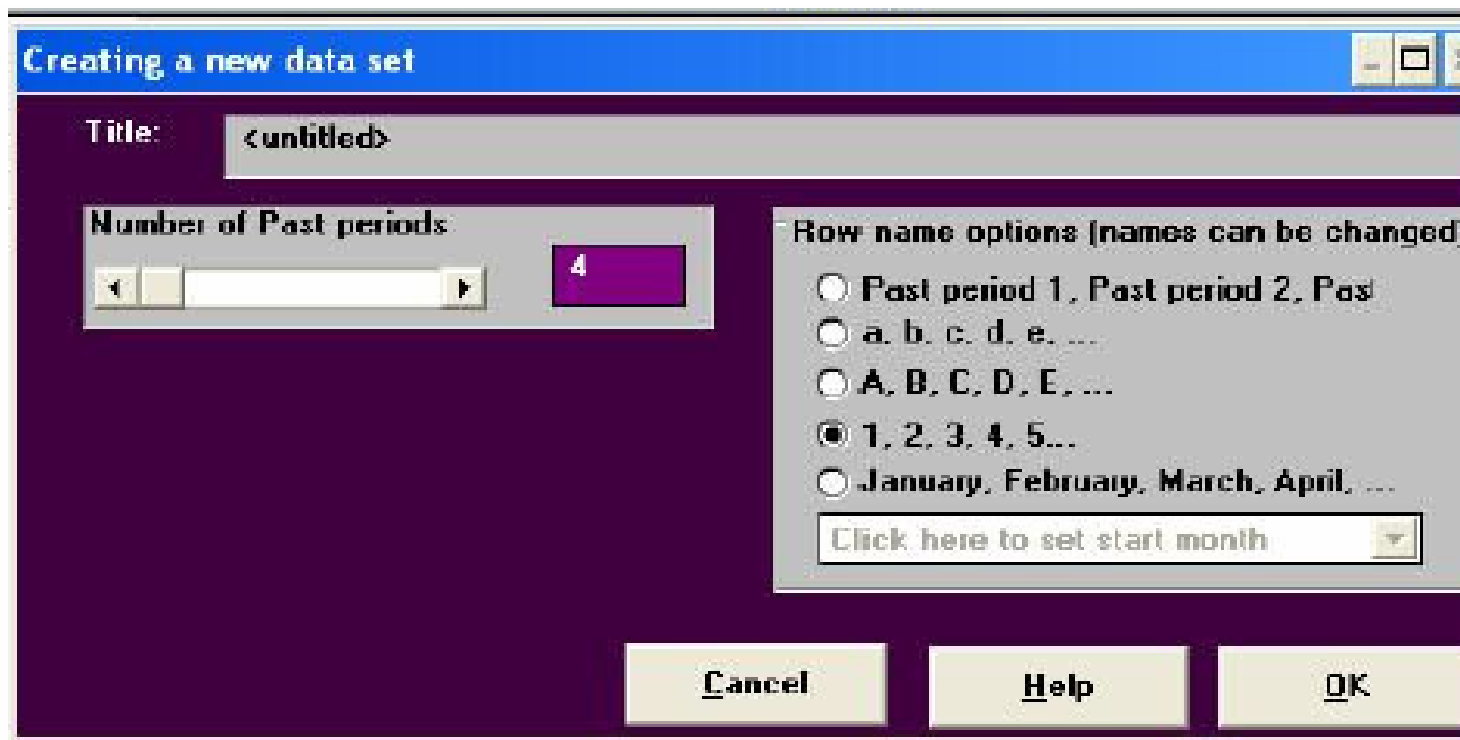 Creating a new data set
Title:
<untitled>
Number of Past periods
4
Row name options (names can be changed)
Past period 1, Past period 2, Past
a, b, c, d, e, ...
A, B, C, D, E, ...
1, 2, 3, 4, 5...
January, February, March, April, ...
Click here to set start month
Cancel
Help
OK